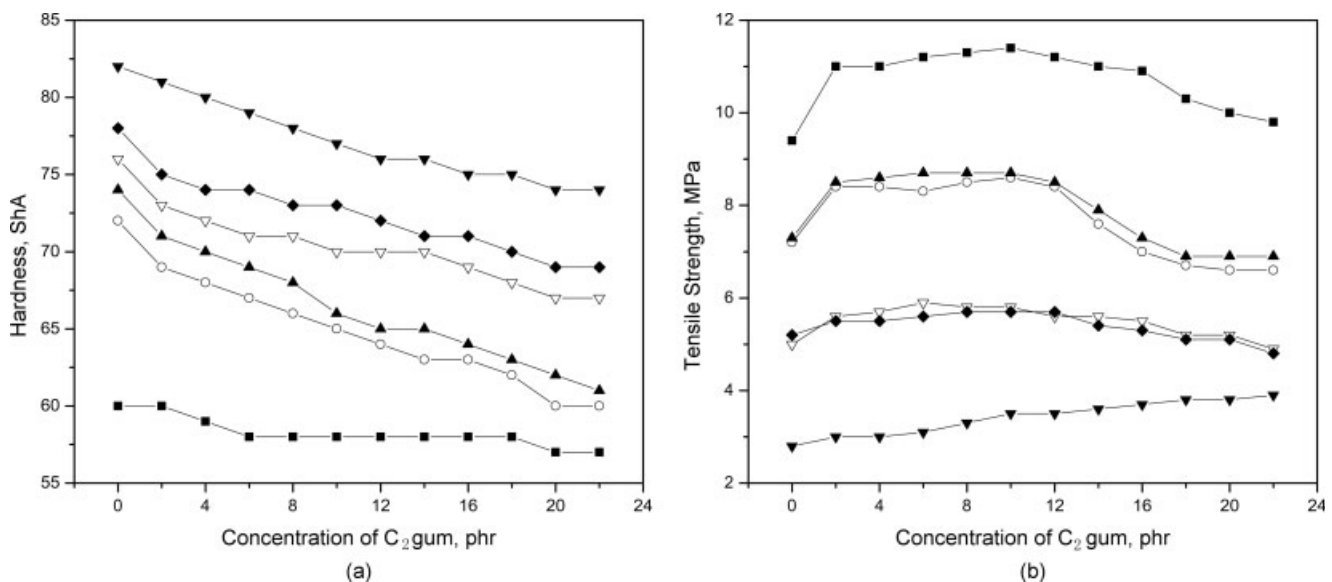 85
80
75
70
65
60
55
Hardness, ShA
0 4 8 12 16 20 24
Concentration of C₂ gum, phr
(a)
12
10
8
6
4
2
Tensile Strength, MPa
0 4 8 12 16 20 24
Concentration of C₂ gum, phr
(b)